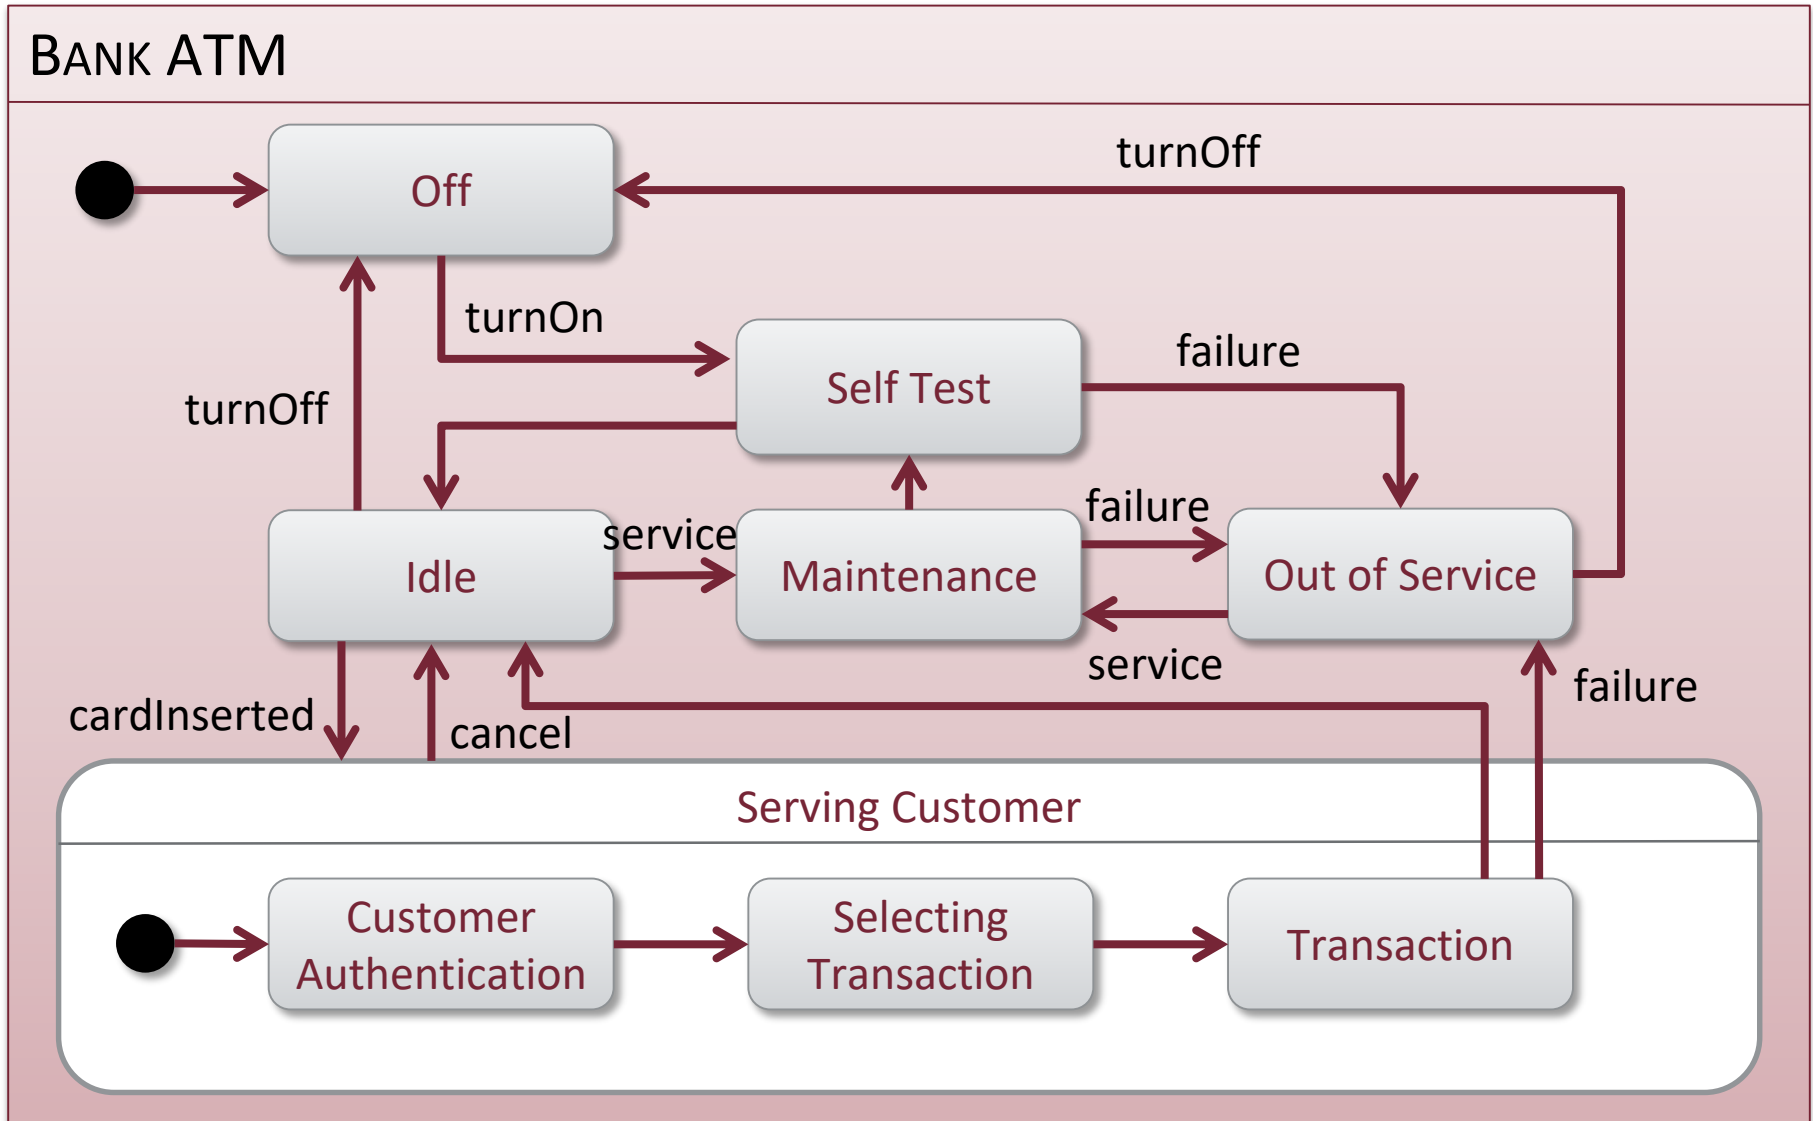 BANK ATM
Off
turnOff
turnOn
Self Test
failure
turnOff
Idle
service
Maintenance
failure
Out of Service
service
cardInserted
cancel
failure
Serving Customer
Customer
Authentication
Selecting
Transaction
Transaction